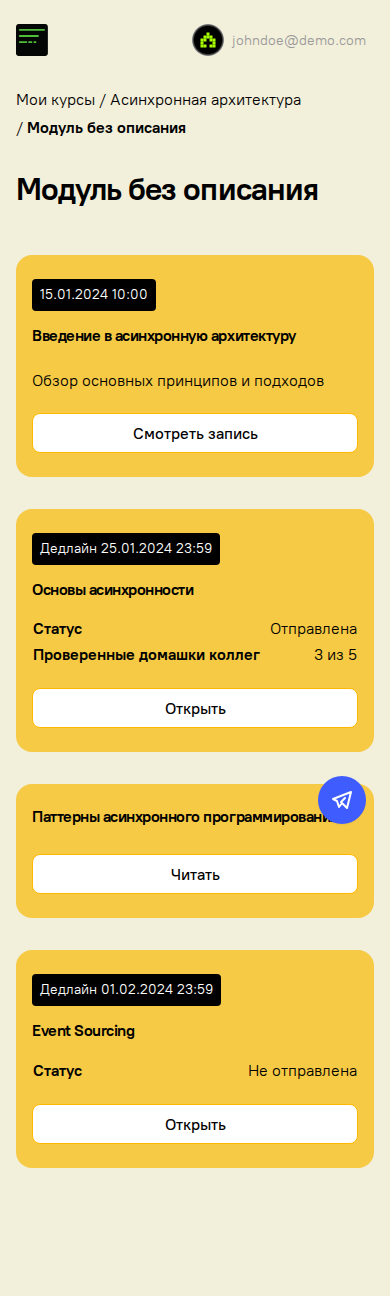 johndoe@demo.com
Мои курсы / Асинхронная архитектура
/ Модуль без описания
Модуль без описания
15.01.2024 10:00
Введение в асинхронную архитектуру
Обзор основных принципов и подходов
Смотреть запись
Дедлайн 25.01.2024 23:59
Основы асинхронности
Статус Отправлена
Проверенные домашки коллег 3 из 5
Открыть
Паттерны асинхронного
Читать
Дедлайн 01.02.2024 23:59
Event Sourcing
Статус Не отправлена
Открыть